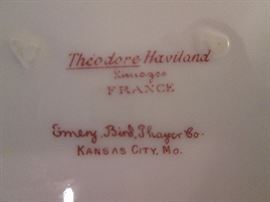 Theodore Haviland
Limoges
FRANCE
Emery, Bird, Thayer Co.
KANSAS CITY, MO.